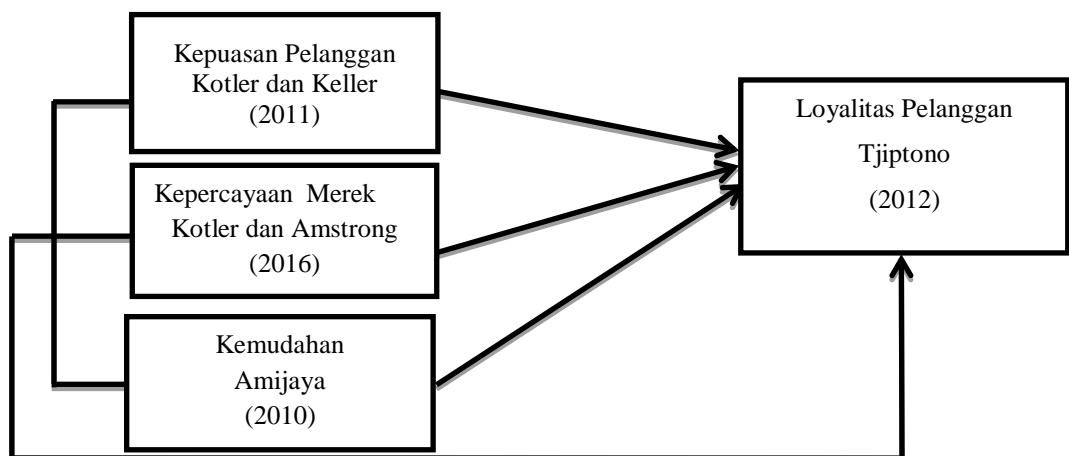 Kepuasan Pelanggan
Kotler dan Keller
(2011)
Kepercayaan Merek
Kotler dan Amstrong
(2016)
Kemudahan
Amijaya
(2010)
Loyalitas Pelanggan
Tjiptono
(2012)